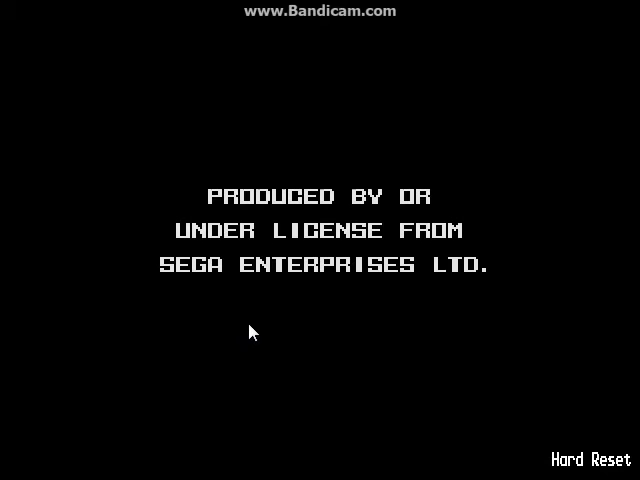 www.Bandicam.com
PRODUCED BY OR
UNDER LICENSE FROM
SEGA ENTERPRISES LTD.
Hard Reset